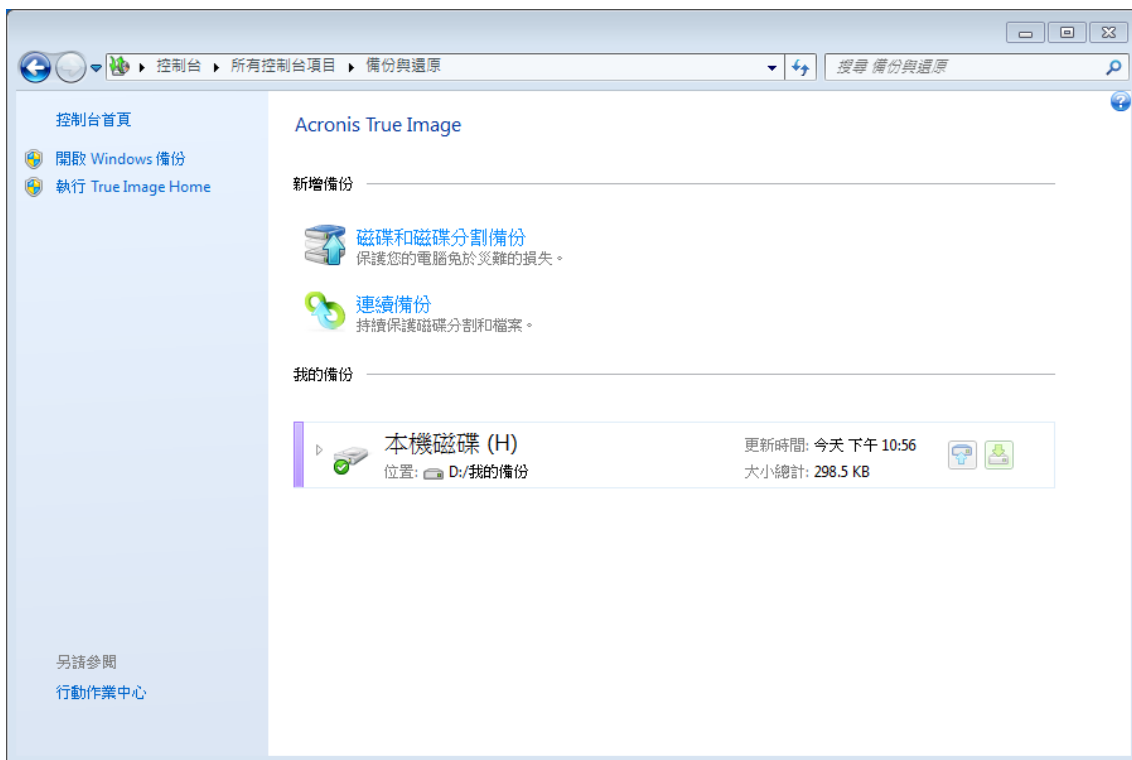 控制台 ▸ 所有控制台項目 ▸ 備份與還原
搜尋 備份與還原
控制台首頁
開啟 Windows 備份
執行 True Image Home
Acronis True Image
新增備份
磁碟和磁碟分割備份
保護您的電腦免於災難的損失。
連續備份
持續保護磁碟分割和檔案。
我的備份
本機磁碟 (H)
位置: D:/我的備份
更新時間: 今天 下午 10:56
大小總計: 298.5 KB
另請參閱
行動作業中心